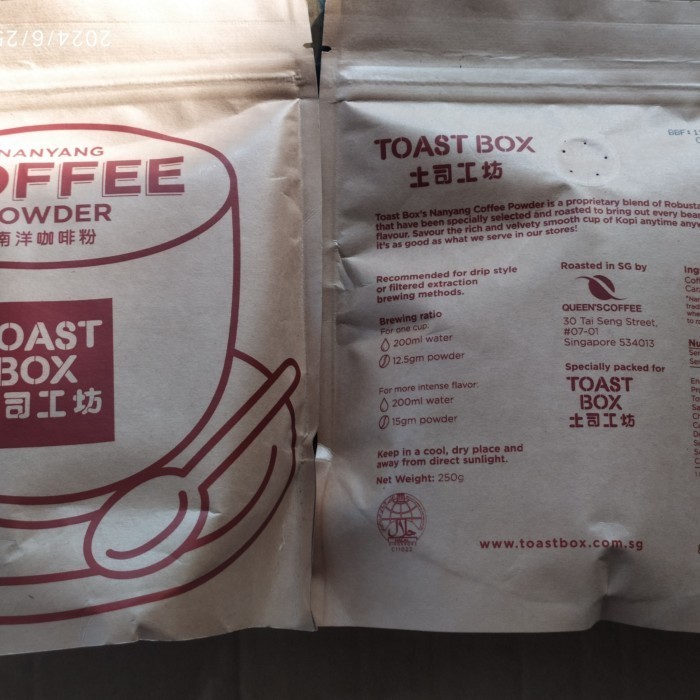 2024/6/25
NANYANG
OFFEE
OWDER
南洋咖啡粉
OAST
BOX
司工坊
TOAST BOX
土司工坊
BBF:
Toast Box's Nanyang Coffee Powder is a proprietary blend of Robusta
that have been specially selected and roasted to bring out every
flavour. Savour the rich and velvety smooth cup of Kopi anytime
it's as good as what we serve in our stores!
Recommended for drip style
or filtered extraction
brewing methods.
Brewing ratio
For one cup:
200ml water
12.5gm powder
For more intense flavor:
200ml water
15gm powder
Keep in a cool, dry place and
away from direct sunlight.
Net Weight: 250g
Roasted in SG by
QUEEN'SCOFFEE
30 Tai Seng Street,
#07-01
Singapore 534013
Specially packed for
TOAST
BOX
土司工坊
www.toastbox.com.sg